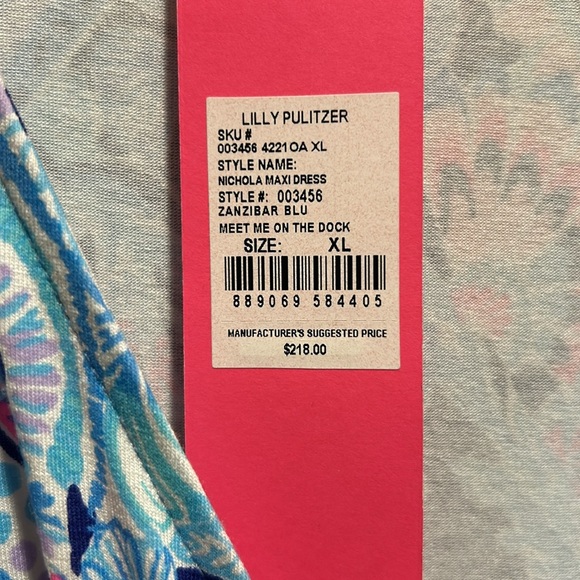 LILLY PULITZER
SKU #
003456 4221OA XL
STYLE NAME:
NICHOLA MAXI DRESS
STYLE #: 003456
ZANZIBAR BLU
MEET ME ON THE DOCK
SIZE: XL
889069 584405
MANUFACTURER'S SUGGESTED PRICE
$218.00